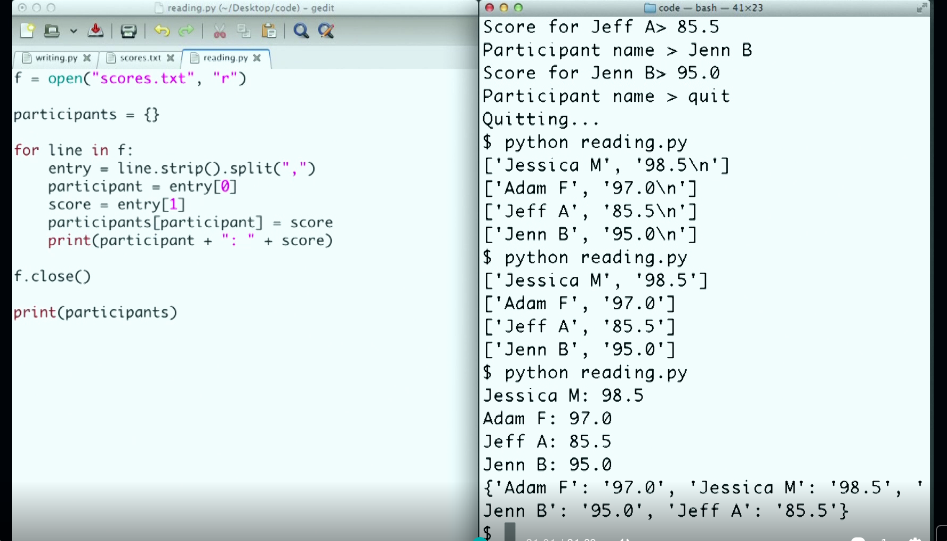 reading.py (~/Desktop/code) - gedit
writing.py
scores.txt
reading.py
f = open("scores.txt", "r")
participants = {}
for line in f:
entry = line.strip().split(",")
participant = entry[0]
score = entry[1]
participants[participant] = score
print(participant + ": " + score)
f.close()
print(participants)
code — bash — 41×23
Score for Jeff A> 85.5
Participant name > Jenn B
Score for Jenn B> 95.0
Participant name > quit
Quitting...
$ python reading.py
['Jessica M', '98.5\n']
['Adam F', '97.0\n']
['Jeff A', '85.5\n']
['Jenn B', '95.0\n']
$ python reading.py
['Jessica M', '98.5']
['Adam F', '97.0']
['Jeff A', '85.5']
['Jenn B', '95.0']
$ python reading.py
Jessica M: 98.5
Adam F: 97.0
Jeff A: 85.5
Jenn B: 95.0
{'Adam F': '97.0', 'Jessica M': '98.5', '
Jenn B': '95.0', 'Jeff A': '85.5'}
$